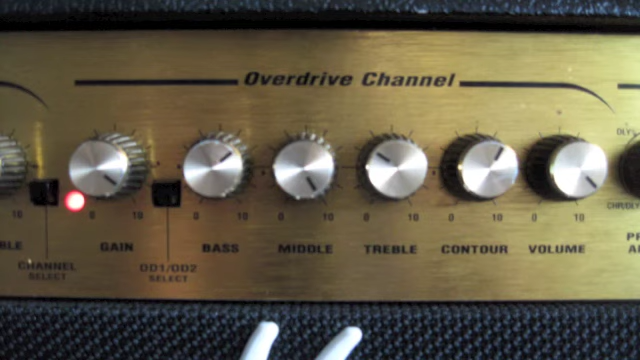 Overdrive Channel
0 10 0 10 0 10 0 10 0 10 0 10
10
GAIN BASS MIDDLE TREBLE CONTOUR VOLUME
CHANNEL
SELECT
OD1/OD2
SELECT